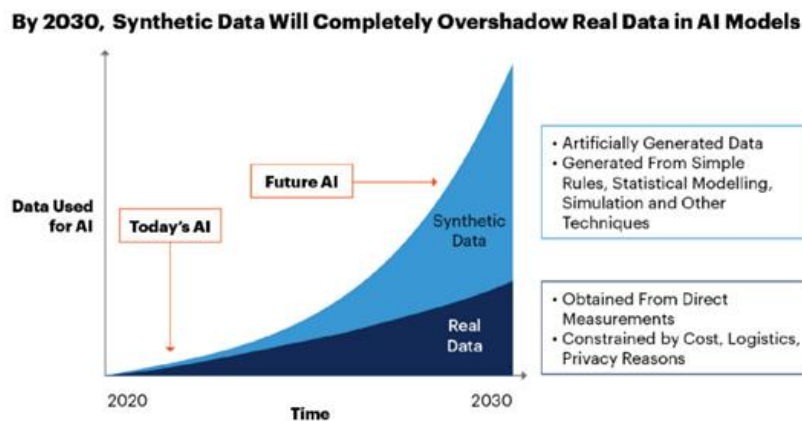 By 2030, Synthetic Data Will Completely Overshadow Real Data in AI Models
Data Used
for AI
Today's AI
Future AI
Synthetic
Data
Real
Data
2020
2030
Time
• Artificially Generated Data
• Generated From Simple
Rules, Statistical Modelling,
Simulation and Other
Techniques
• Obtained From Direct
Measurements
• Constrained by Cost, Logistics,
Privacy Reasons